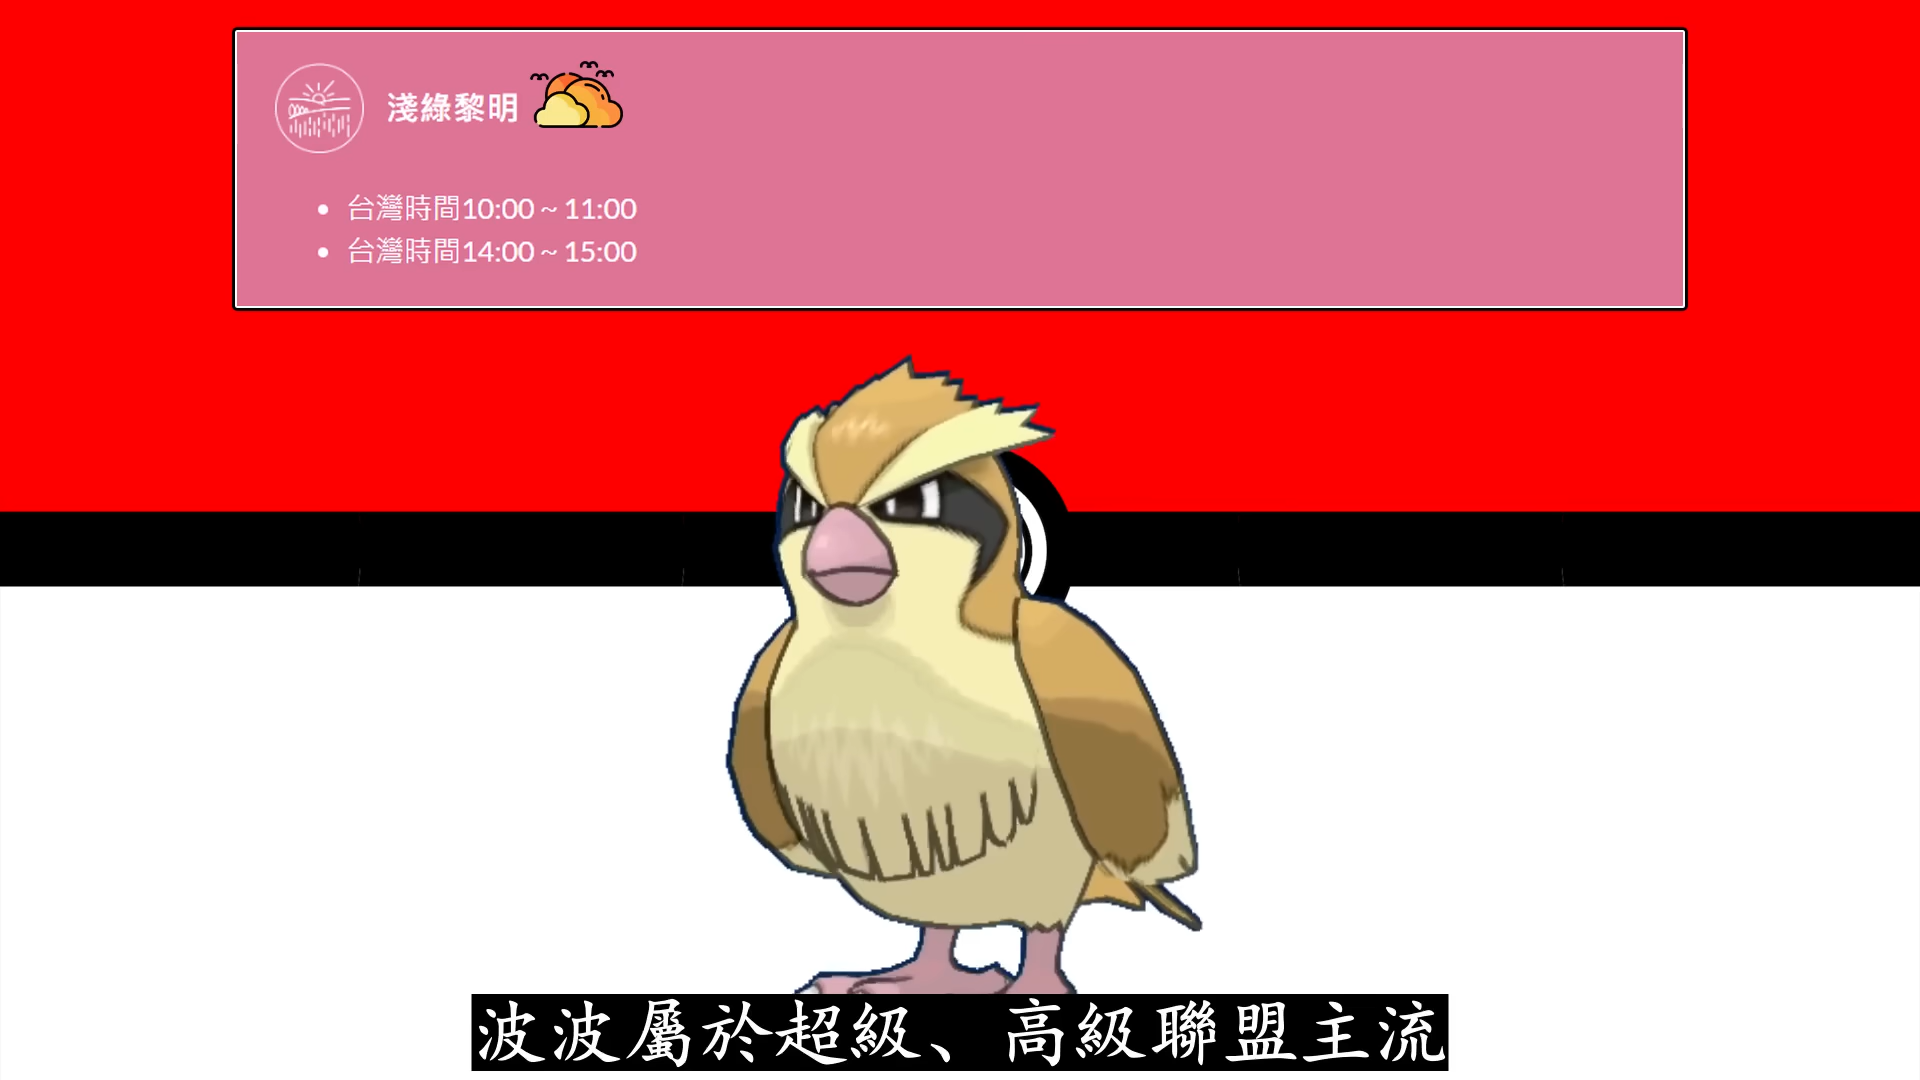 淺綠黎明
台灣時間10:00 ~ 11:00
台灣時間14:00 ~ 15:00
波波屬於超級、高級聯盟主流